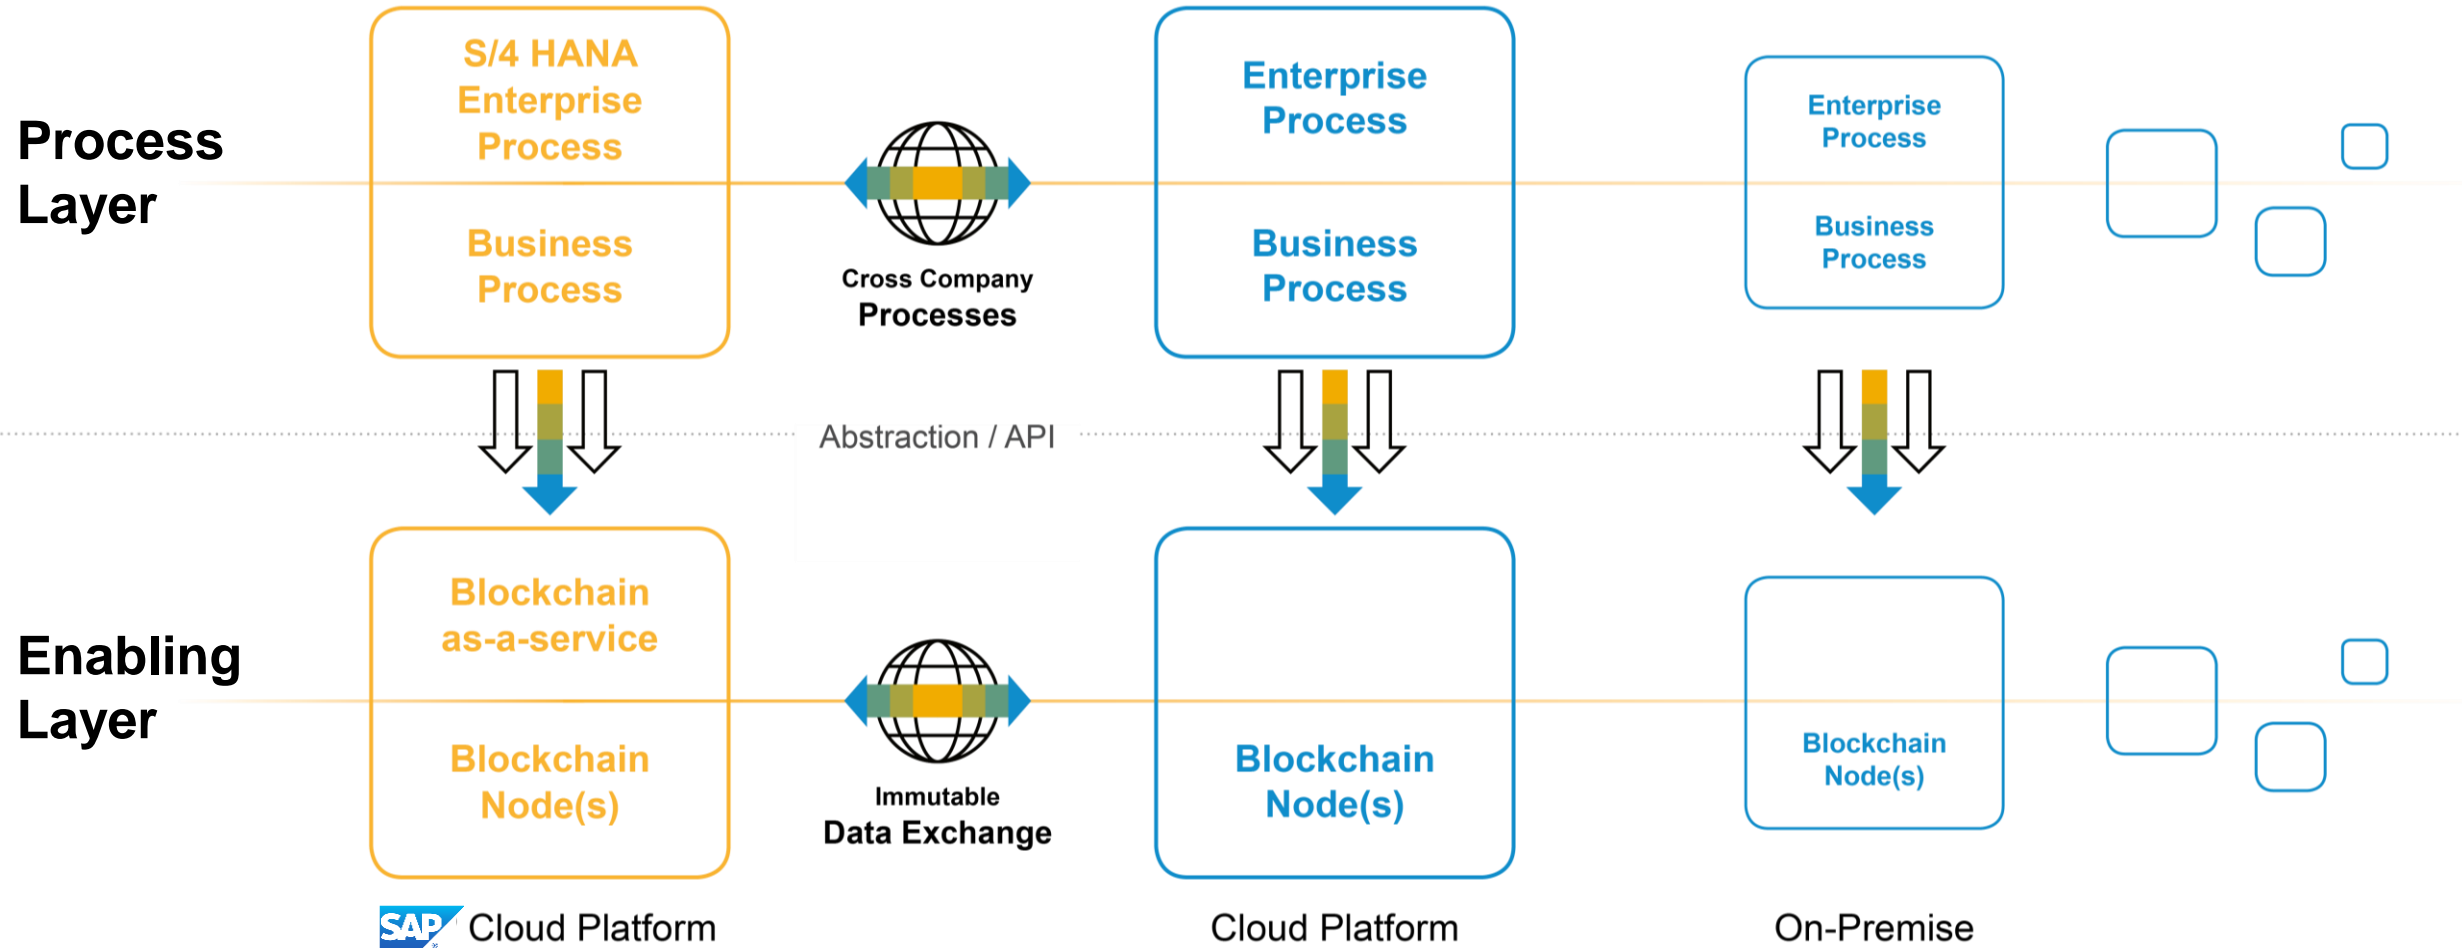 Process
Layer
S/4 HANA
Enterprise
Process
Business
Process
Cross Company
Processes
Enterprise
Process
Business
Process
Enterprise
Process
Business
Process
Abstraction / API
Enabling
Layer
Blockchain
as-a-service
Blockchain
Node(s)
Immutable
Data Exchange
Blockchain
Node(s)
Blockchain
Node(s)
SAP Cloud Platform
Cloud Platform
On-Premise